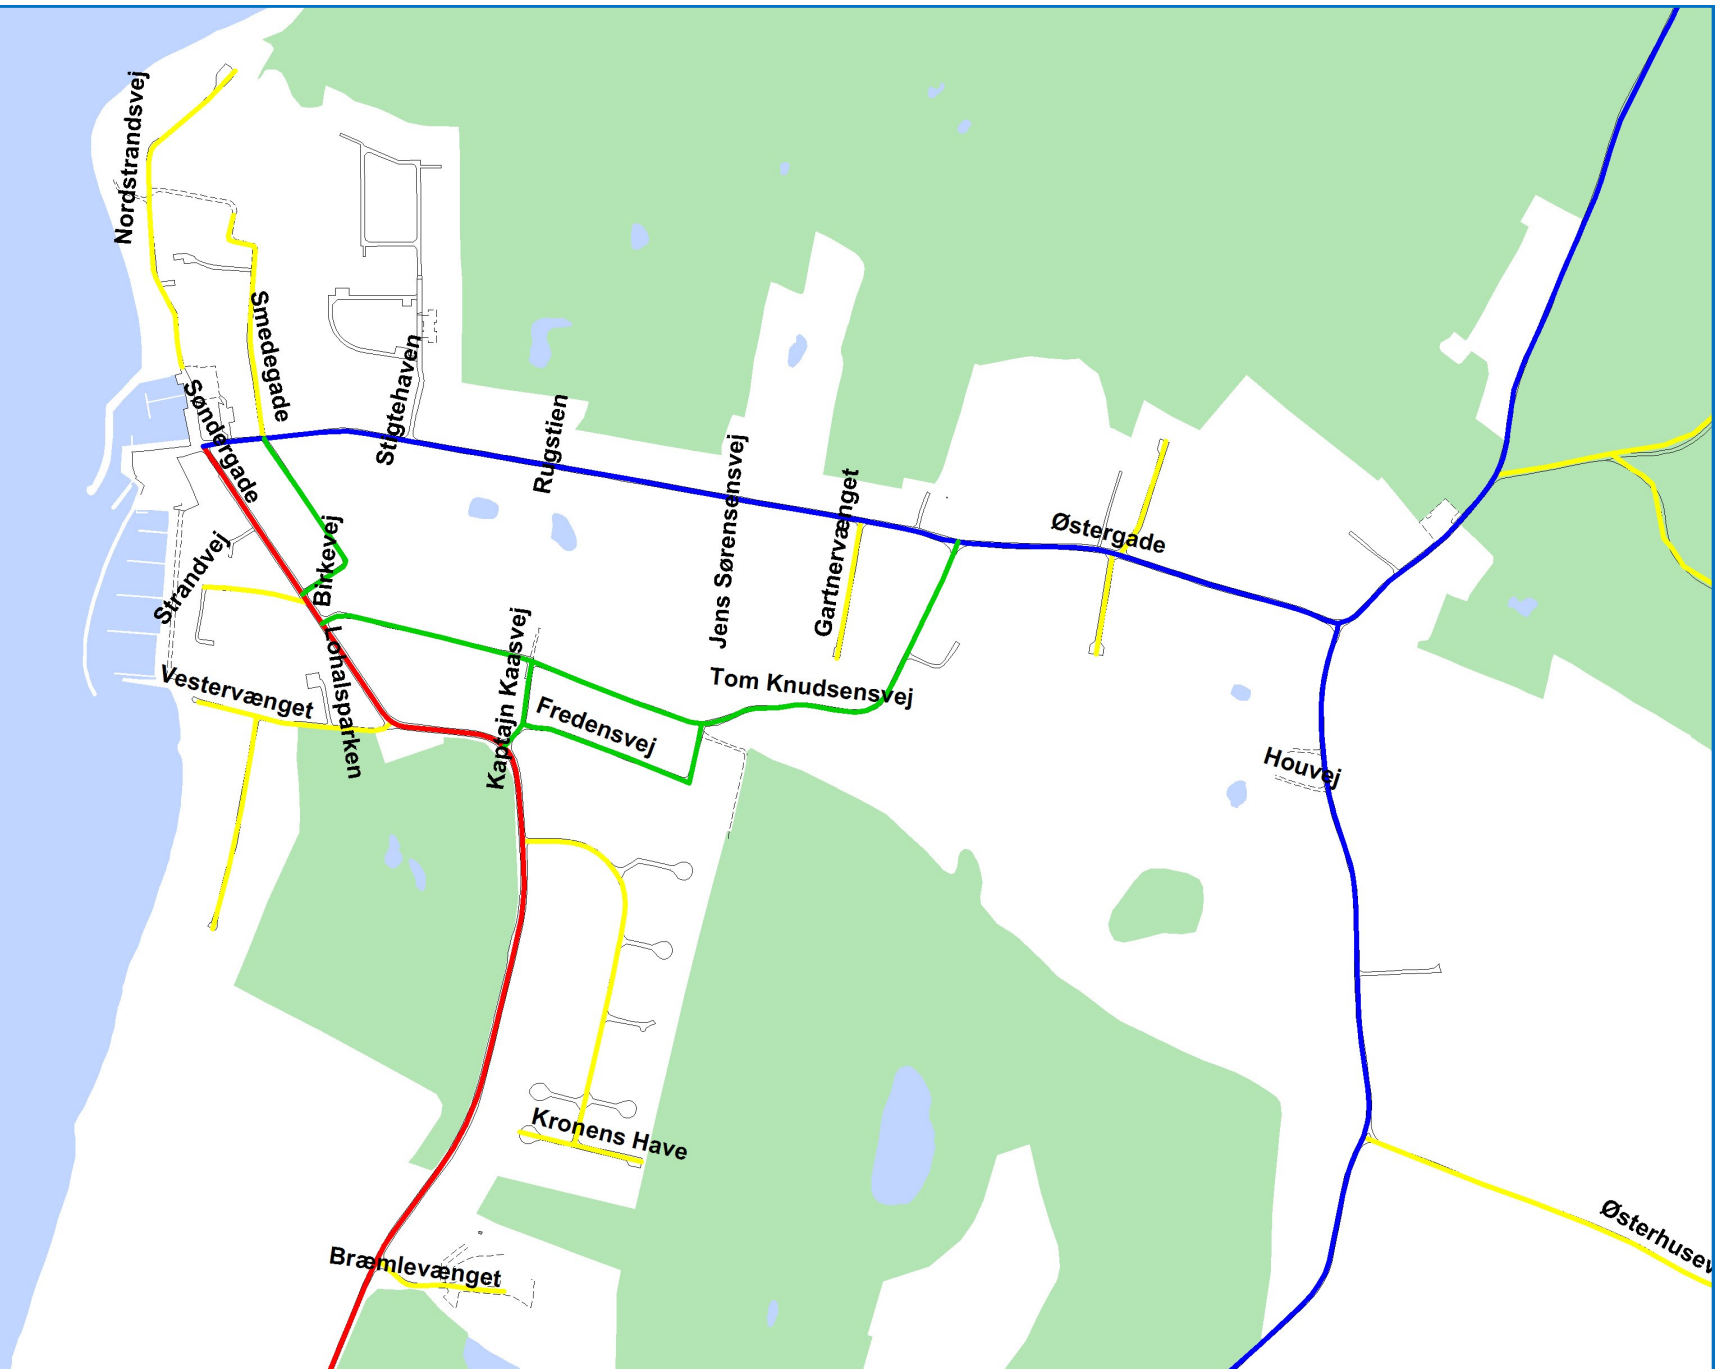 Nordstrandsvej
Smedegade
Søndergade
Stigtehaven
Rugstien
Jens Sørensensvej
Gartnervænget
Østergade
Strandvej
Birkevej
Lohalsparken
Vestervænget
Kaptajn Kaasvej
Fredensvej
Tom Knudsensvej
Houvej
Kronens Have
Bræmlevænget
Østerhusev